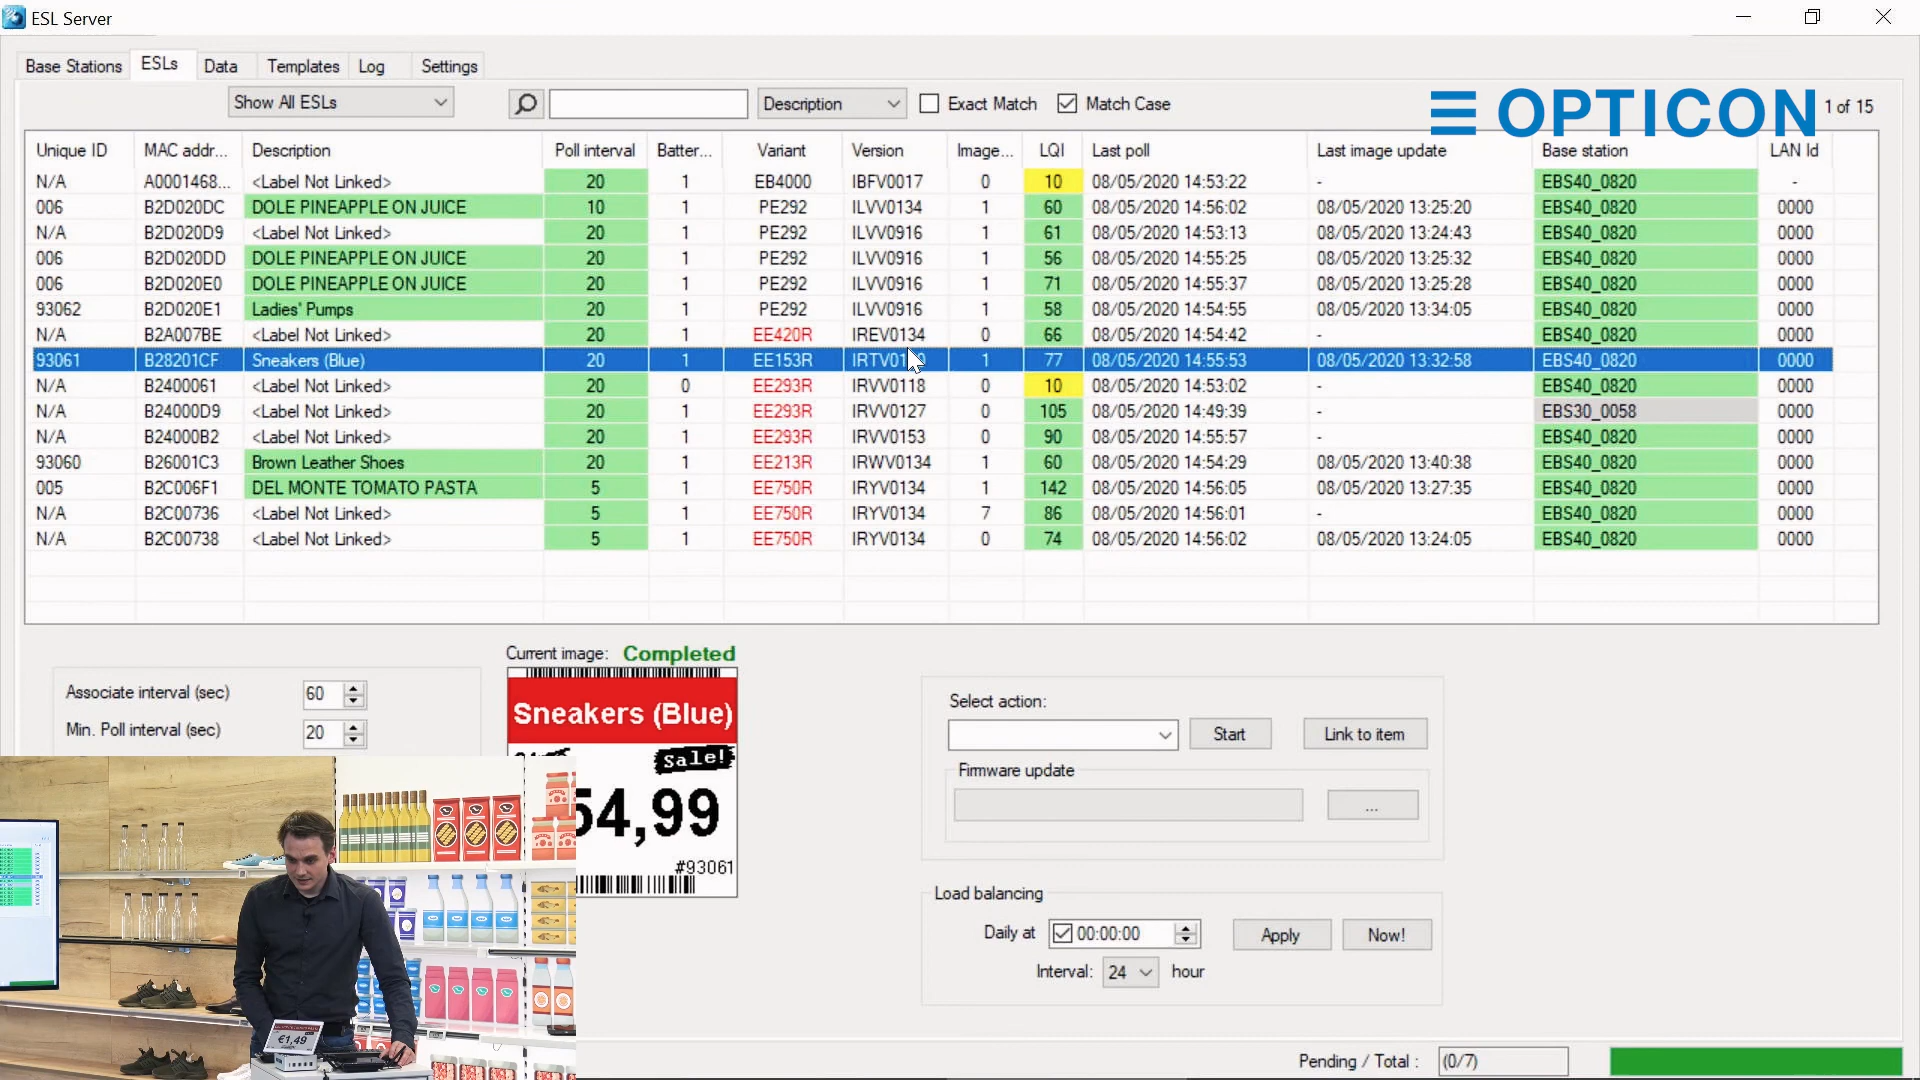 ESL Server
Base Stations ESLs Data Templates Log Settings
Show All ESLs Description Exact Match Match Case OPTICON 1 of 15
Unique ID MAC addr... Description Poll interval Batter... Variant Version Image... LQI Last poll Last image update Base station LAN Id
N/A A0001468... <Label Not Linked> 20 1 EB4000 IBFV0017 0 10 08/05/2020 14:53:22 - EBS40_0820 -
006 B2D020DC DOLE PINEAPPLE ON JUICE 10 1 PE292 ILVV0134 1 60 08/05/2020 14:56:02 08/05/2020 13:25:20 EBS40_0820 0000
N/A B2D020D9 <Label Not Linked> 20 1 PE292 ILVV0916 1 61 08/05/2020 14:53:13 08/05/2020 13:24:43 EBS40_0820 0000
006 B2D020DD DOLE PINEAPPLE ON JUICE 20 1 PE292 ILVV0916 1 56 08/05/2020 14:55:25 08/05/2020 13:25:32 EBS40_0820 0000
006 B2D020E0 DOLE PINEAPPLE ON JUICE 20 1 PE292 ILVV0916 1 71 08/05/2020 14:55:37 08/05/2020 13:25:28 EBS40_0820 0000
93062 B2D020E1 Ladies' Pumps 20 1 PE292 ILVV0916 1 58 08/05/2020 14:54:55 08/05/2020 13:34:05 EBS40_0820 0000
N/A B2A007BE <Label Not Linked> 20 1 EE420R IREV0134 0 66 08/05/2020 14:54:42 - EBS40_0820 0000
93061 B28201CF Sneakers (Blue) 20 1 EE153R 1 77 08/05/2020 14:55:53 08/05/2020 13:32:58 EBS40_0820 0000
N/A B2400061 <Label Not Linked> 20 0 EE293R IRVV0118 0 10 08/05/2020 14:53:02 - EBS40_0820 0000
N/A B24000D9 <Label Not Linked> 20 1 EE293R IRVV0127 0 105 08/05/2020 14:49:39 - EBS30_0058 0000
N/A B24000B2 <Label Not Linked> 20 1 EE293R IRVV0153 0 90 08/05/2020 14:55:57 - EBS40_0820 0000
93060 B26001C3 Brown Leather Shoes 20 1 EE213R IRWV0134 1 60 08/05/2020 14:54:29 08/05/2020 13:40:38 EBS40_0820 0000
005 B2C006F1 DEL MONTE TOMATO PASTA 5 1 EE750R IRYV0134 1 142 08/05/2020 14:56:05 08/05/2020 13:27:35 EBS40_0820 0000
N/A B2C00736 <Label Not Linked> 5 1 EE750R IRYV0134 7 86 08/05/2020 14:56:01 - EBS40_0820 0000
N/A B2C00738 <Label Not Linked> 5 1 EE750R IRYV0134 0 74 08/05/2020 14:56:02 08/05/2020 13:24:05 EBS40_0820 0000
Current image: Completed
Associate interval (sec) 60
Min. Poll interval (sec) 20
Sneakers (Blue)
Sale!
54,99
#93061
Select action:
Start Link to item
Firmware update
...
Load balancing
Daily at 00:00:00 Apply Now!
Interval: 24 hour
€1,49
Pending / Total : (0/7)